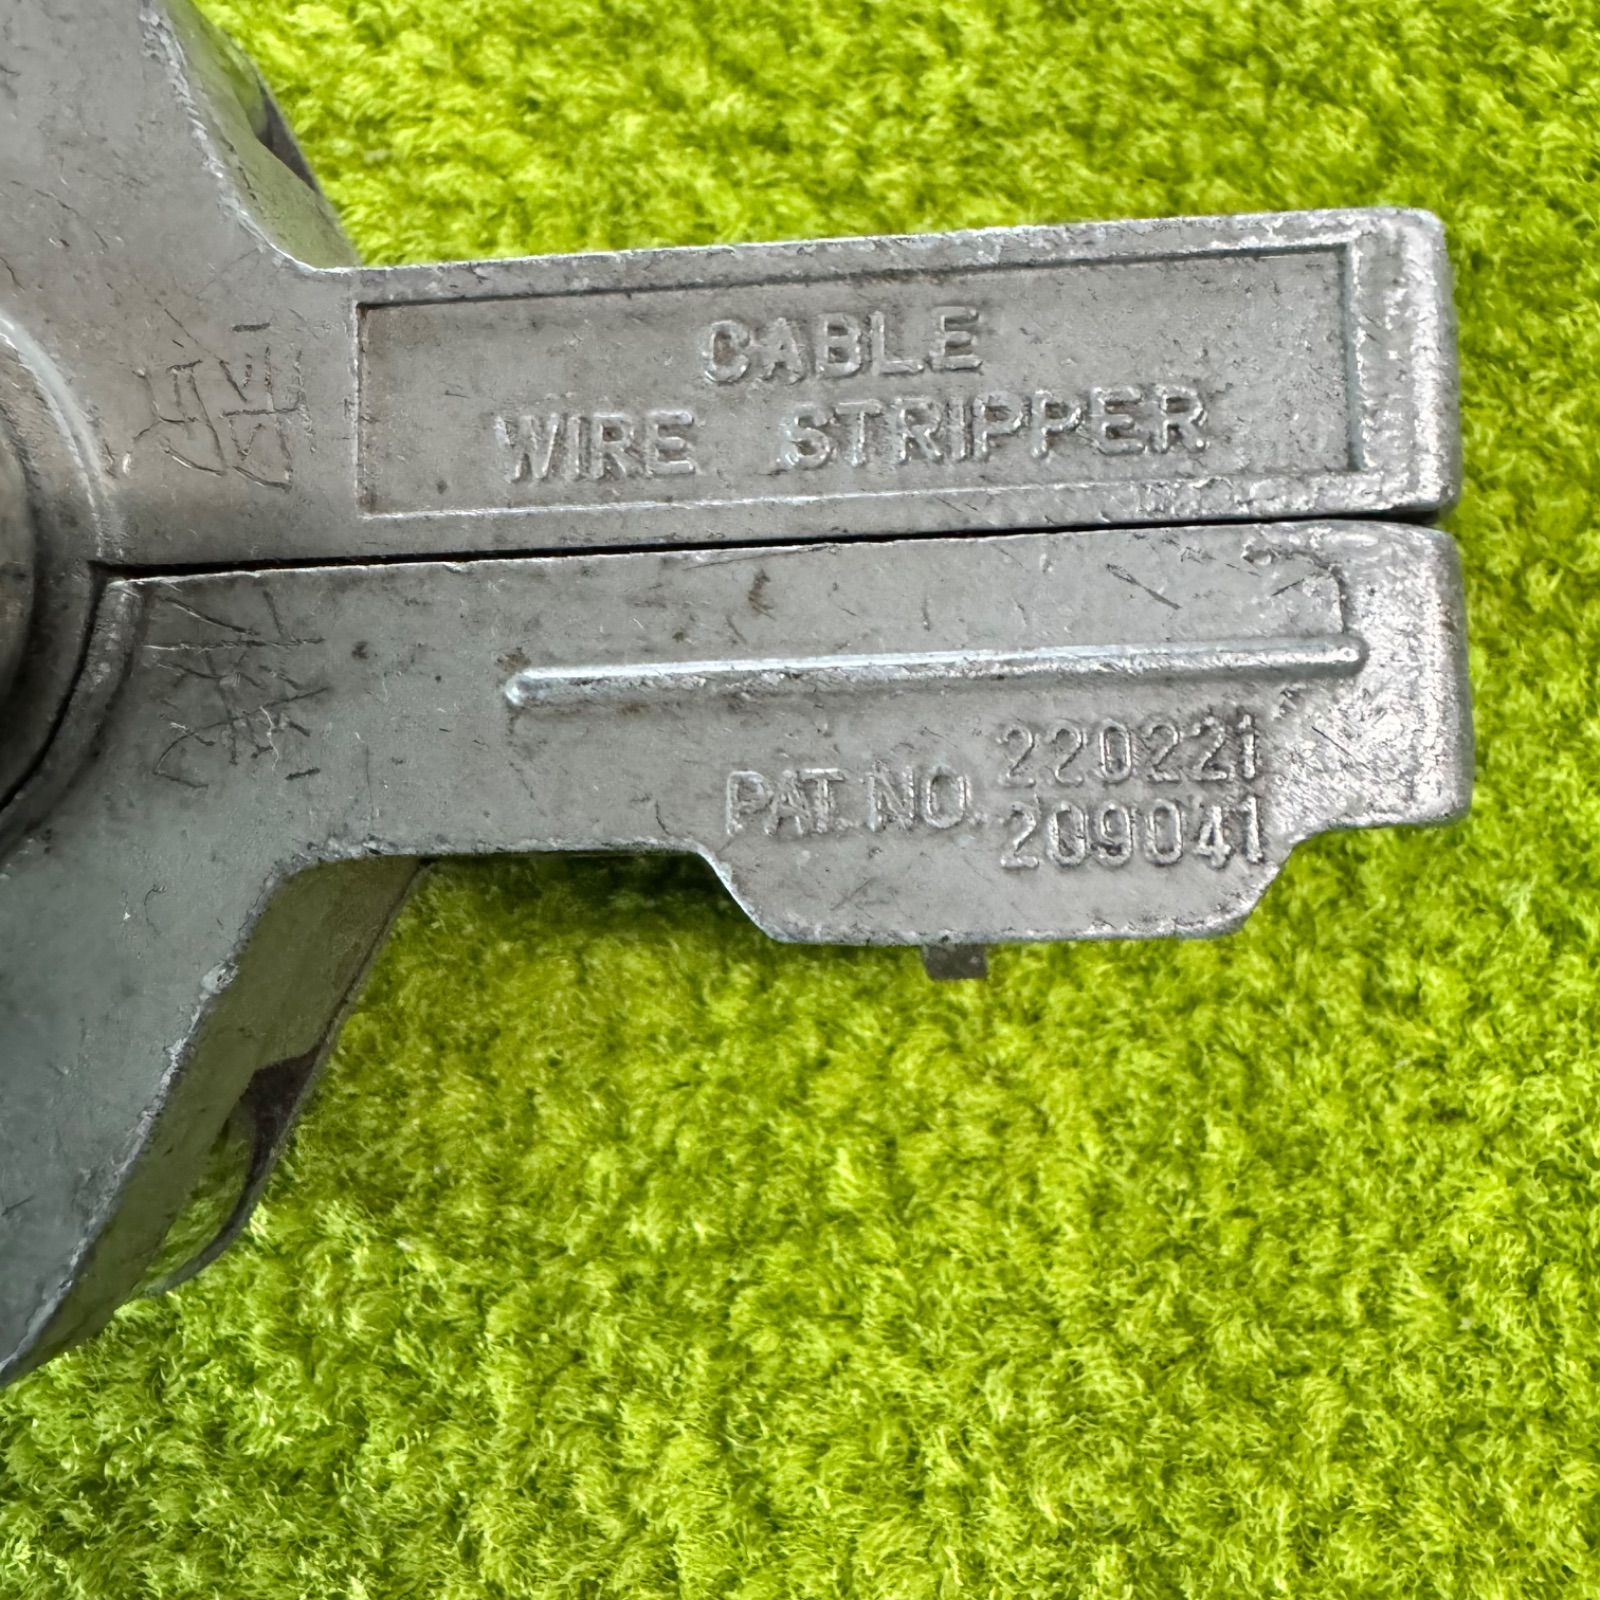 CABLE
WIRE STRIPPER
PAT. NO. 220221
209041